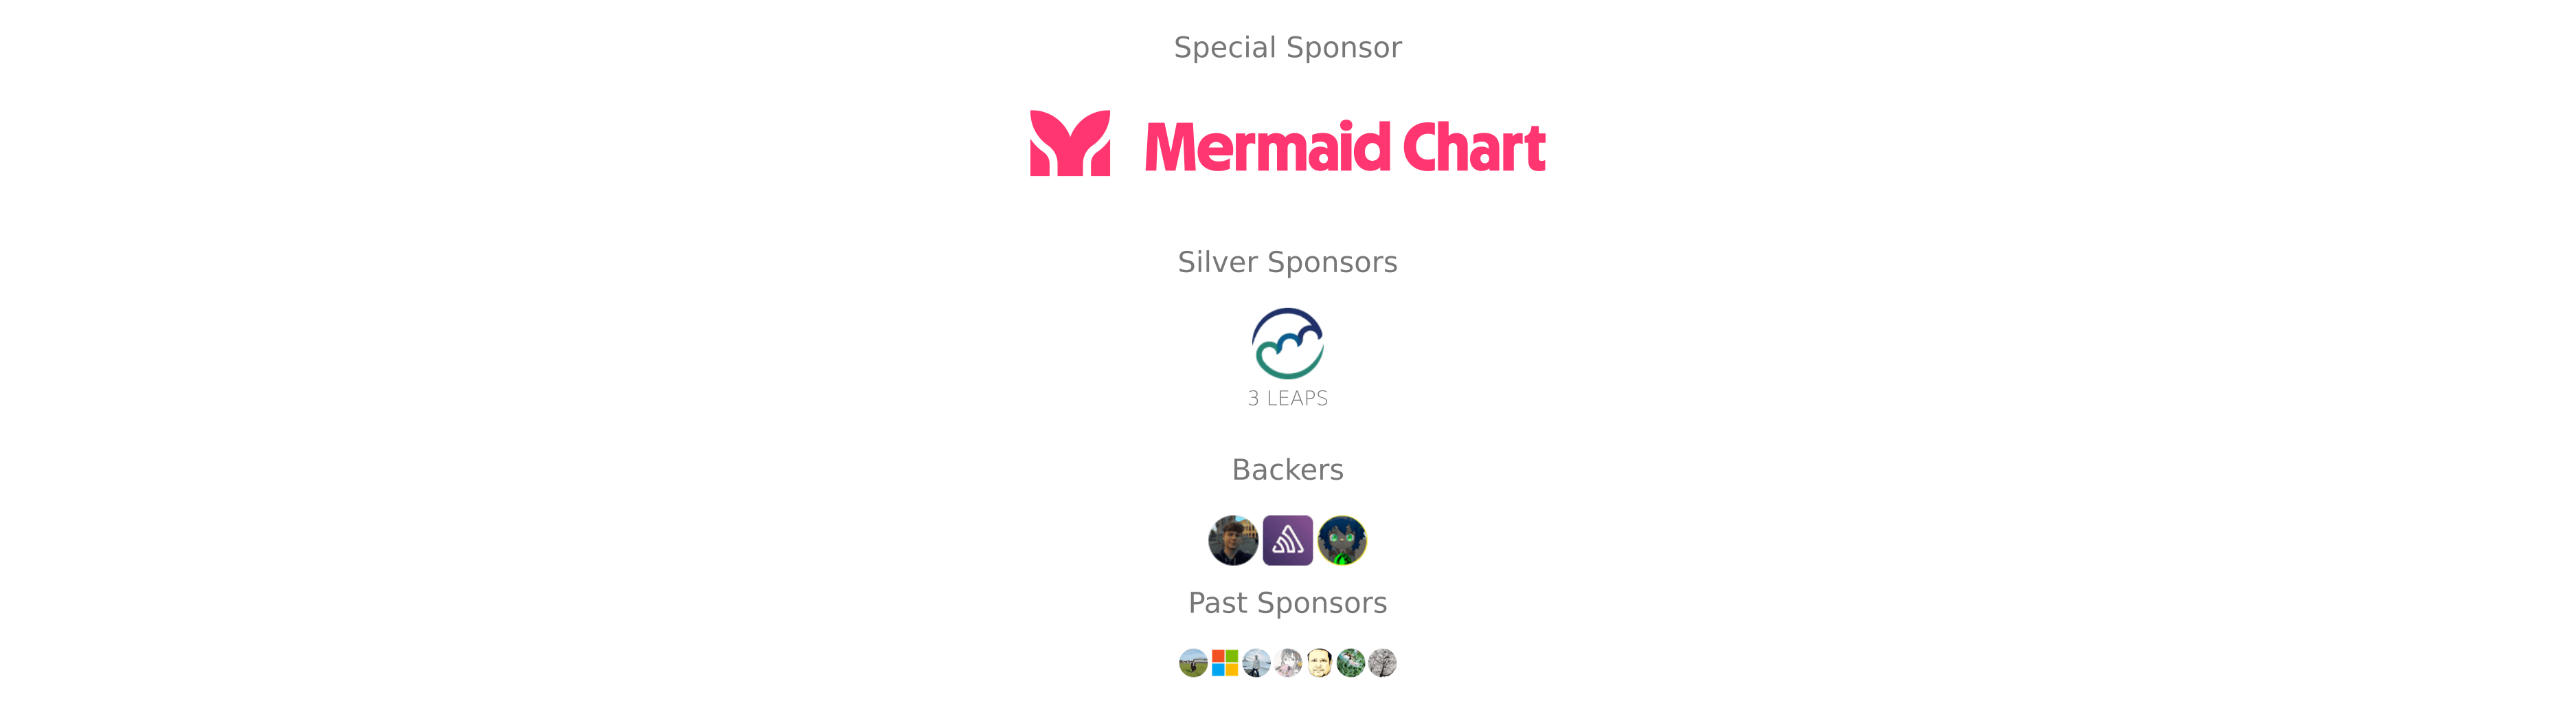 Special Sponsor
Mermaid Chart
Silver Sponsors
3 LEAPS
Backers
Past Sponsors